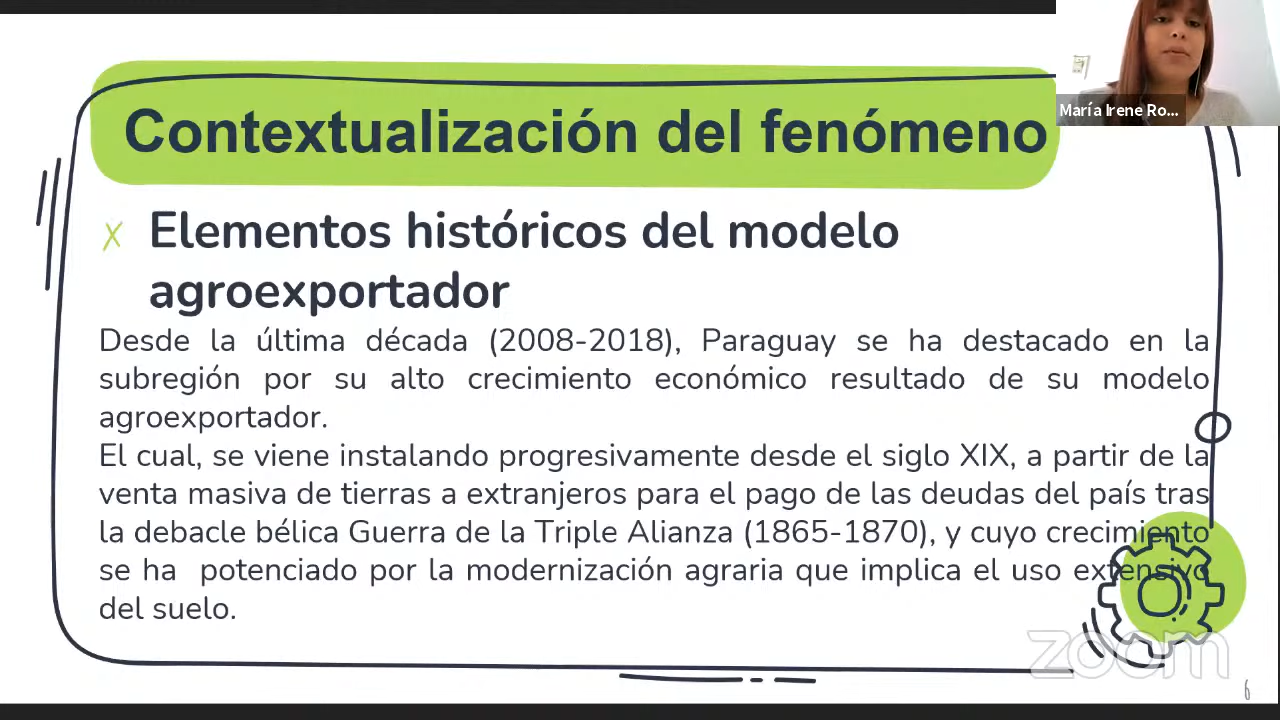 María Irene Ro...
Contextualización del fenómeno
Elementos históricos del modelo
agroexportador
Desde la última década (2008-2018), Paraguay se ha destacado en la
subregión por su alto crecimiento económico resultado de su modelo
agroexportador.
El cual, se viene instalando progresivamente desde el siglo XIX, a partir de la
venta masiva de tierras a extranjeros para el pago de las deudas del país tras
la debacle bélica Guerra de la Triple Alianza (1865-1870), y cuyo crecimiento
se ha potenciado por la modernización agraria que implica el uso extensivo
del suelo.
zoom
6